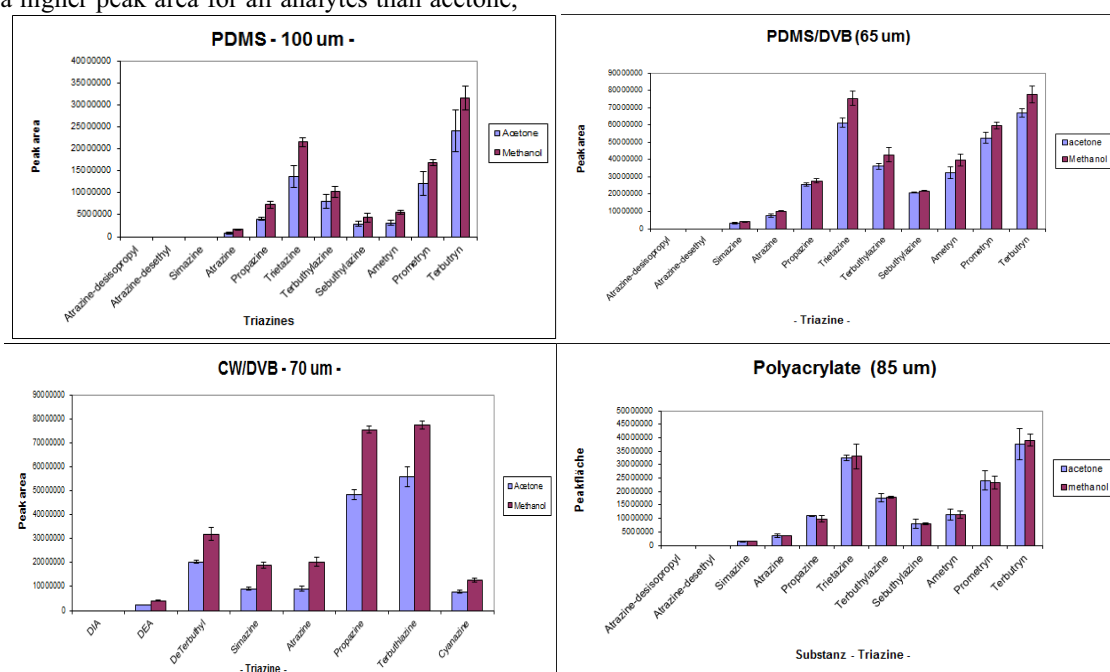 a higher peak area for all analytes than acetone,
PDMS - 100 um -
40000000
35000000
30000000
25000000
20000000
15000000
10000000
5000000
0
Peak area
Acetone
Methanol
Atrazine-desisopropyl
Atrazine-desethyl
Simazine
Atrazine
Propazine
Trietazine
Terbuthylazine
Sebuthylazine
Ametryn
Prometryn
Terbutryn
Triazines
PDMS/DVB (65 um)
90000000
80000000
70000000
60000000
50000000
40000000
30000000
20000000
10000000
0
Peak area
acetone
Methanol
Atrazine-desisopropyl
Atrazine-desethyl
Simazine
Atrazine
Propazine
Trietazine
Terbuthylazine
Sebuthylazine
Ametryn
Prometryn
Terbutryn
- Triazine -
CW/DVB - 70 um -
90000000
80000000
70000000
60000000
50000000
40000000
30000000
20000000
10000000
0
Peak area
Acetone
Methanol
DIA
DEA
DeTerbuthyl
Simazine
Atrazine
Propazine
Terbuthlazine
Cyanazine
- Triazine -
Polyacrylate (85 um)
50000000
45000000
40000000
35000000
30000000
25000000
20000000
15000000
10000000
5000000
0
Peakfläche
acetone
methanol
Atrazine-desisopropyl
Atrazine-desethyl
Simazine
Atrazine
Propazine
Trietazine
Terbuthylazine
Sebuthylazine
Ametryn
Prometryn
Terbutryn
Substanz - Triazine -